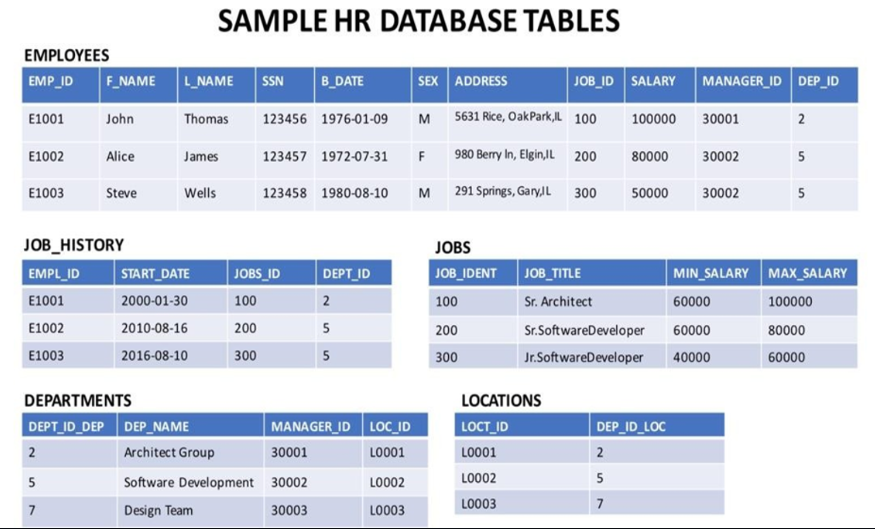 SAMPLE HR DATABASE TABLES
EMPLOYEES
EMP_ID F_NAME L_NAME SSN B_DATE SEX ADDRESS JOB_ID SALARY MANAGER_ID DEP_ID
E1001 John Thomas 123456 1976-01-09 M 5631 Rice, OakPark,IL 100 100000 30001 2
E1002 Alice James 123457 1972-07-31 F 980 Berry ln, Elgin,IL 200 80000 30002 5
E1003 Steve Wells 123458 1980-08-10 M 291 Springs, Gary,IL 300 50000 30002 5
JOB_HISTORY
EMPL_ID START_DATE JOBS_ID DEPT_ID
E1001 2000-01-30 100 2
E1002 2010-08-16 200 5
E1003 2016-08-10 300 5
JOBS
JOB_IDENT JOB_TITLE MIN_SALARY MAX_SALARY
100 Sr. Architect 60000 100000
200 Sr.SoftwareDeveloper 60000 80000
300 Jr.SoftwareDeveloper 40000 60000
DEPARTMENTS
DEPT_ID_DEP DEP_NAME MANAGER_ID LOC_ID
2 Architect Group 30001 L0001
5 Software Development 30002 L0002
7 Design Team 30003 L0003
LOCATIONS
LOCT_ID DEP_ID_LOC
L0001 2
L0002 5
L0003 7